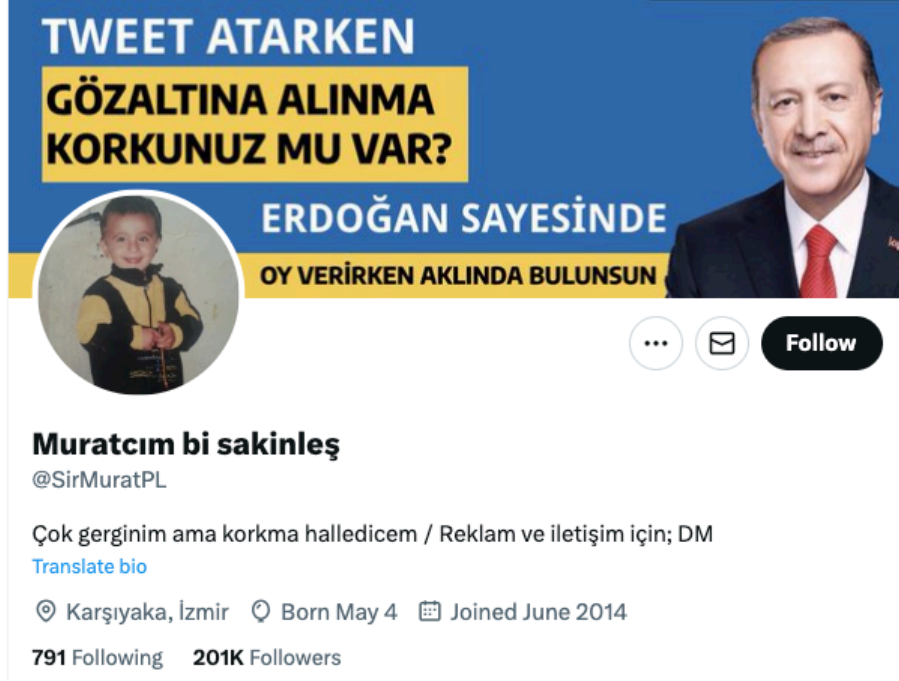 TWEET ATARKEN
GÖZALTINA ALINMA
KORKUNUZ MU VAR?
ERDOĞAN SAYESİNDE
OY VERİRKEN AKLINDA BULUNSUN
Follow
Muratcım bi sakinleş
@SirMuratPL
Çok gerginim ama korkma halledicem / Reklam ve iletişim için; DM
Translate bio
Karşıyaka, İzmir Born May 4 Joined June 2014
791 Following 201K Followers